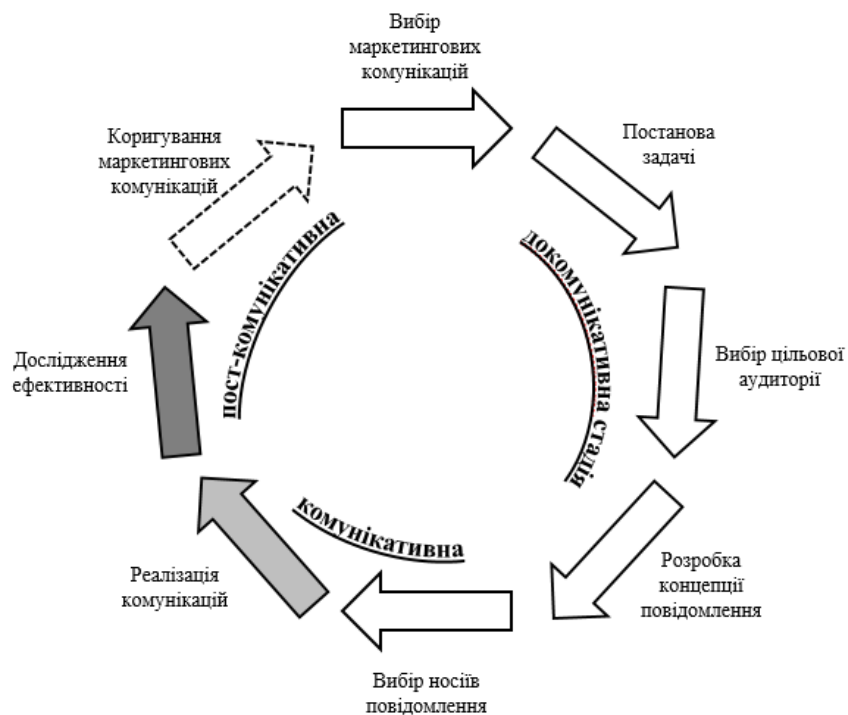 Вибір
маркетингових
комунікацій
Постанова
задачі
Вибір цільової
аудиторії
Розробка
концепції
повідомлення
Вибір носіїв
повідомлення
Реалізація
комунікацій
Дослідження
ефективності
Коригування
маркетингових
комунікацій
докомунікативна стадія
комунікативна
пост-комунікативна